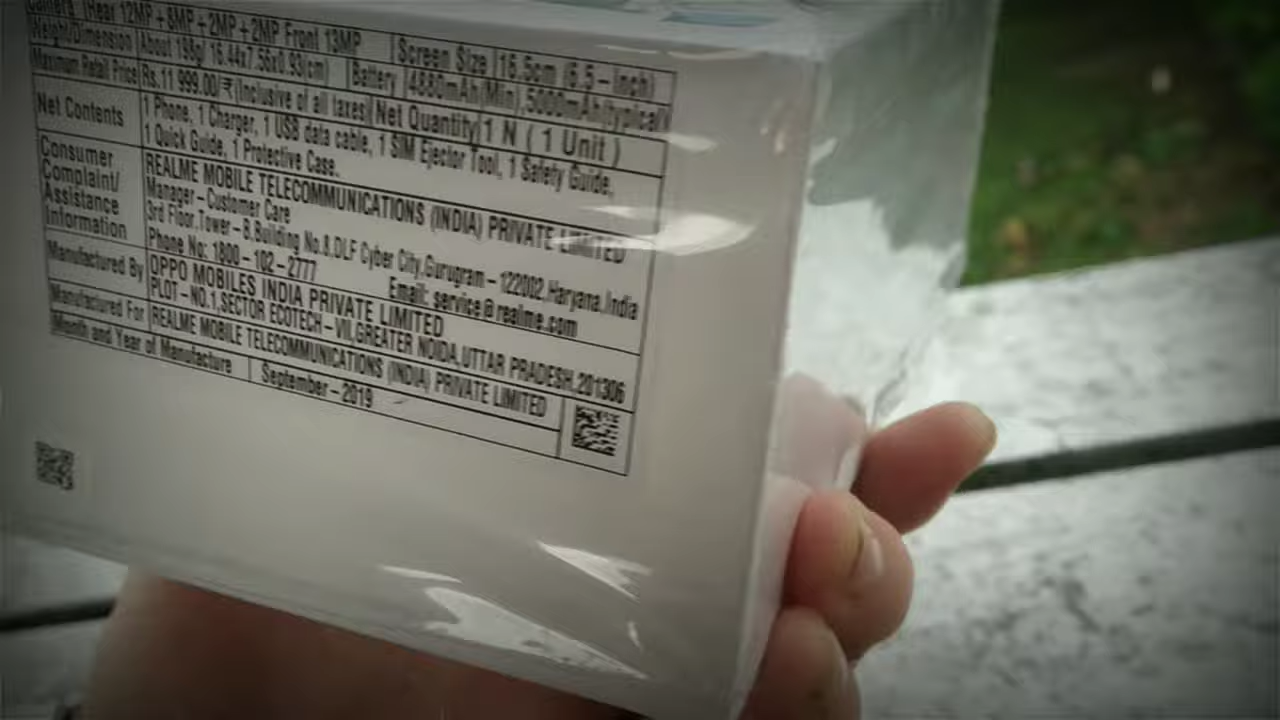 Camera (Rear 12MP+8MP+2MP+2MP Front 13MP Screen Size 16.5cm (6.5-inch)
Weight/Dimension About 198g/ 16.44x7.56x0.93(cm) Battery 4880mAh(Min),5000mAh(typical)
Maximum Retail Price Rs.11 999.00/₹(Inclusive of all taxes) Net Quantity 1 N ( 1 Unit )
Net Contents 1 Phone, 1 Charger, 1 USB data cable, 1 SIM Ejector Tool, 1 Safety Guide,
1 Quick Guide, 1 Protective Case.
Consumer Complaint/ Assistance Information REALME MOBILE TELECOMMUNICATIONS (INDIA) PRIVATE LIMITED
Manager-Customer Care
3rd Floor,Tower-B,Building No.8,DLF Cyber City,Gurugram-122002,Haryana,India
Phone No: 1800-102-2777 Email: service@realme.com
Manufactured By OPPO MOBILES INDIA PRIVATE LIMITED
PLOT-NO.1,SECTOR ECOTECH-VII,GREATER NOIDA,UTTAR PRADESH,201306
Manufactured For REALME MOBILE TELECOMMUNICATIONS (INDIA) PRIVATE LIMITED
Month and Year of Manufacture September-2019